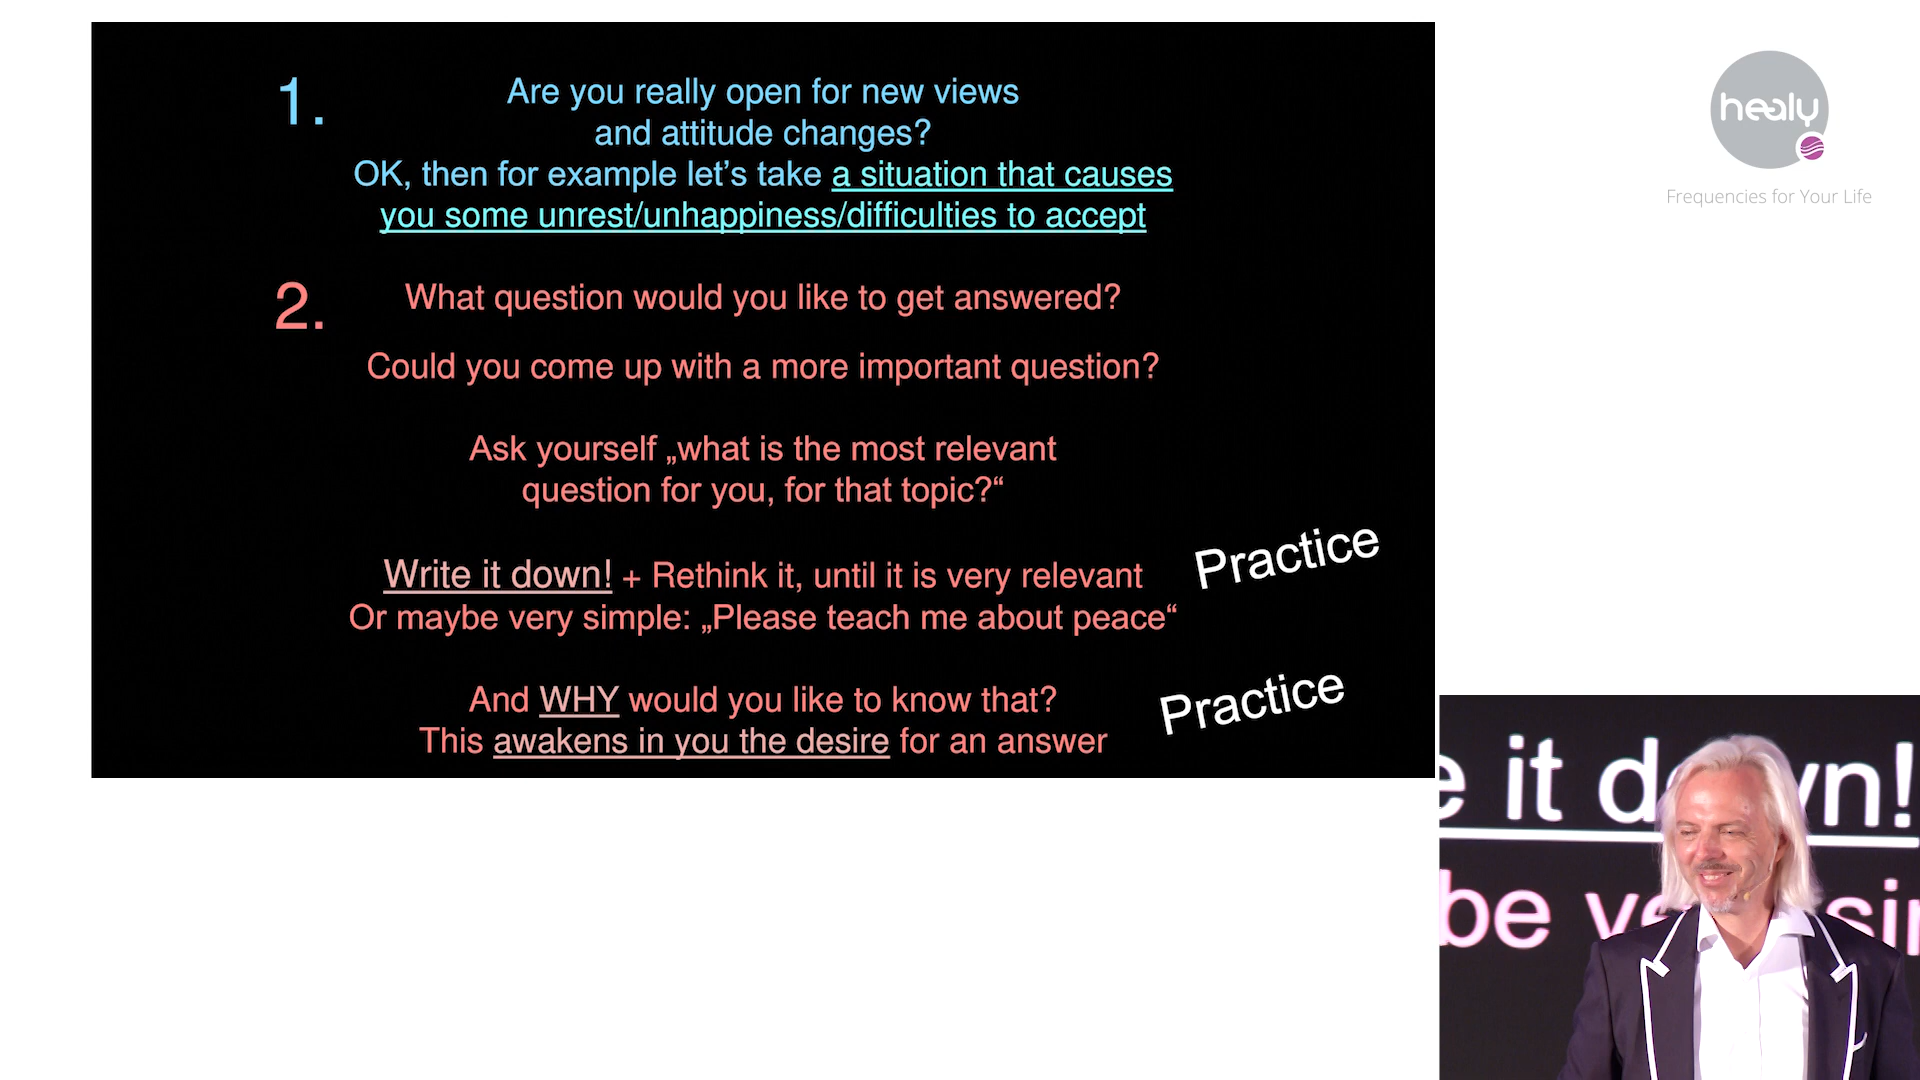 1.
Are you really open for new views
and attitude changes?
OK, then for example let’s take a situation that causes
you some unrest/unhappiness/difficulties to accept
2.
What question would you like to get answered?
Could you come up with a more important question?
Ask yourself „what is the most relevant
question for you, for that topic?“
Write it down! + Rethink it, until it is very relevant
Or maybe very simple: „Please teach me about peace“
Practice
And WHY would you like to know that?
This awakens in you the desire for an answer
Practice
healy
Frequencies for Your Life
e it down!
be ve sir